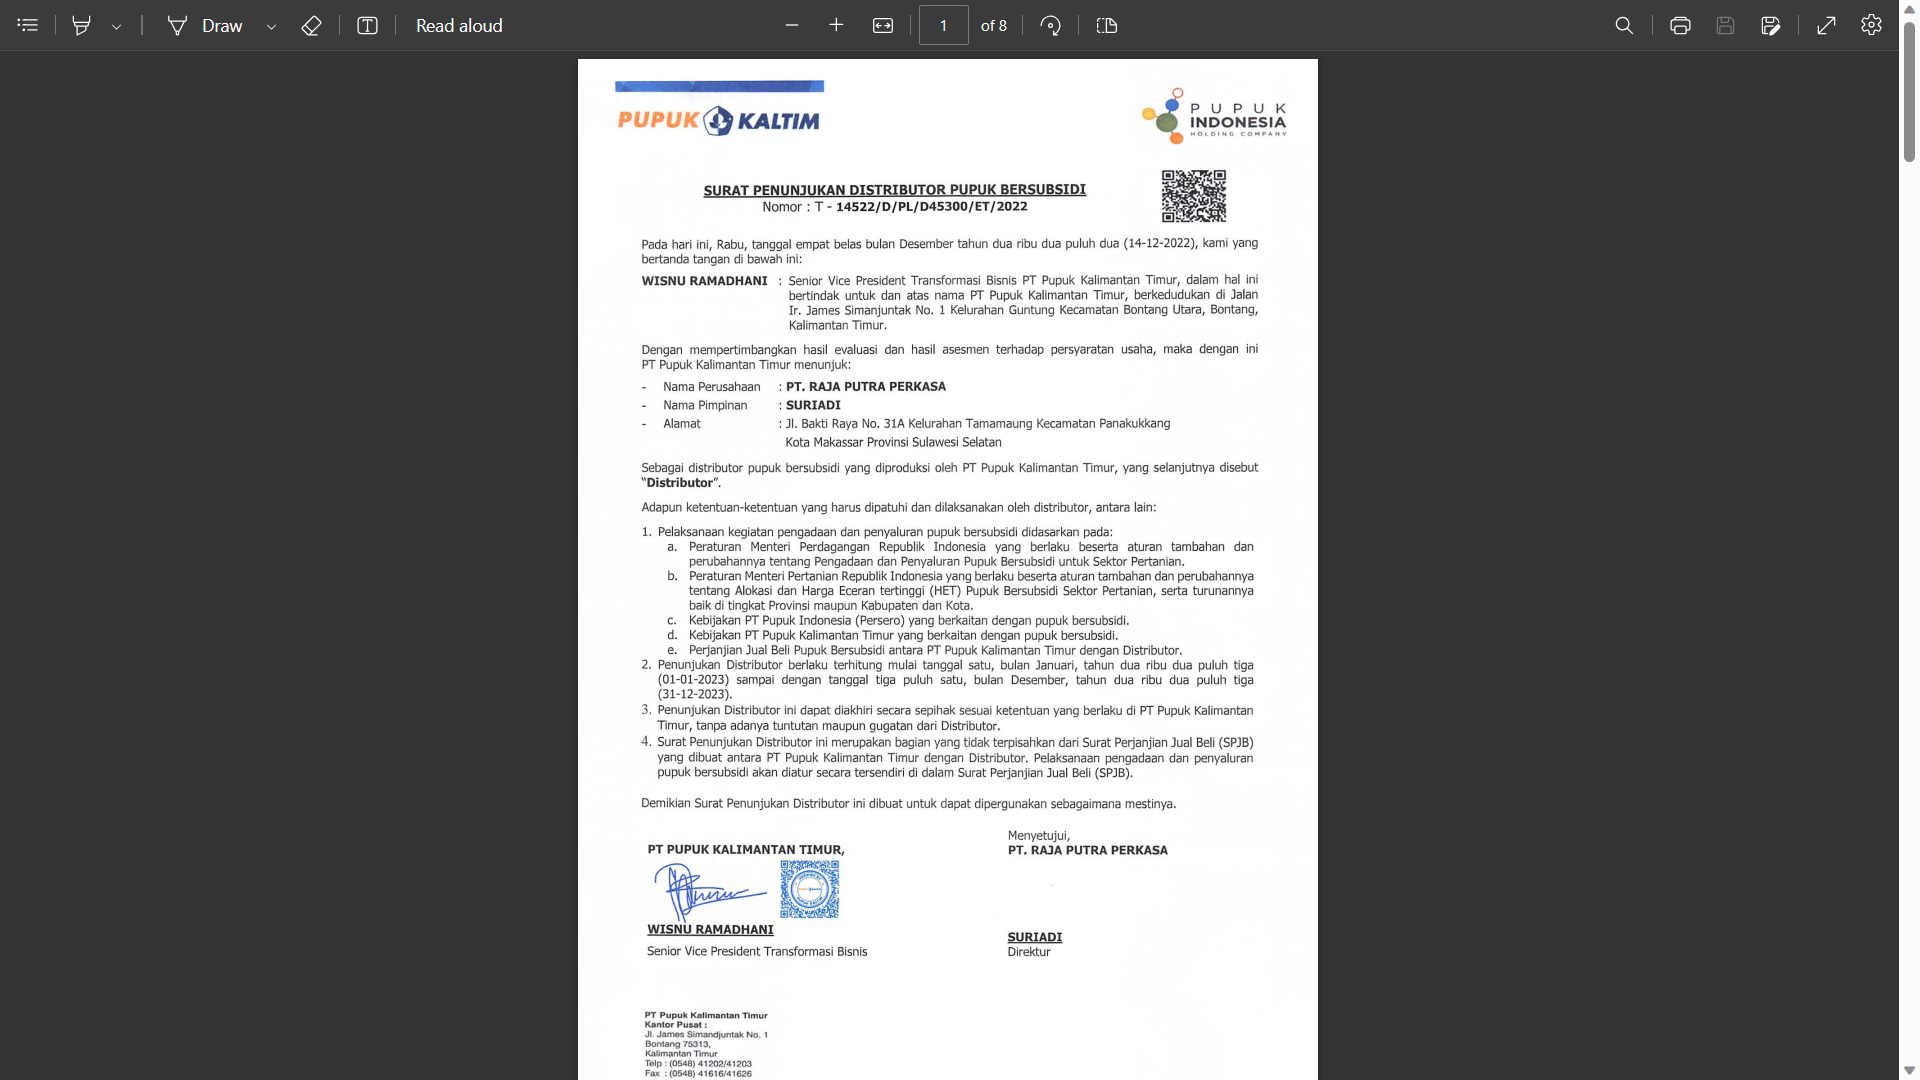 Draw
Read aloud
1 of 8
PUPUK KALTIM
PUPUK
INDONESIA
HOLDING COMPANY
SURAT PENUNJUKAN DISTRIBUTOR PUPUK BERSUBSIDI
Nomor : T - 14522/D/PL/D45300/ET/2022
Pada hari ini, Rabu, tanggal empat belas bulan Desember tahun dua ribu dua puluh dua (14-12-2022), kami yang
bertanda tangan di bawah ini:
WISNU RAMADHANI : Senior Vice President Transformasi Bisnis PT Pupuk Kalimantan Timur, dalam hal ini
bertindak untuk dan atas nama PT Pupuk Kalimantan Timur, berkedudukan di Jalan
Ir. James Simanjuntak No. 1 Kelurahan Guntung Kecamatan Bontang Utara, Bontang,
Kalimantan Timur.
Dengan mempertimbangkan hasil evaluasi dan hasil asesmen terhadap persyaratan usaha, maka dengan ini
PT Pupuk Kalimantan Timur menunjuk:
- Nama Perusahaan : PT. RAJA PUTRA PERKASA
- Nama Pimpinan : SURIADI
- Alamat : Jl. Bakti Raya No. 31A Kelurahan Tamamaung Kecamatan Panakukkang
Kota Makassar Provinsi Sulawesi Selatan
Sebagai distributor pupuk bersubsidi yang diproduksi oleh PT Pupuk Kalimantan Timur, yang selanjutnya disebut
"Distributor".
Adapun ketentuan-ketentuan yang harus dipatuhi dan dilaksanakan oleh distributor, antara lain:
1. Pelaksanaan kegiatan pengadaan dan penyaluran pupuk bersubsidi didasarkan pada:
a. Peraturan Menteri Perdagangan Republik Indonesia yang berlaku beserta aturan tambahan dan
perubahannya tentang Pengadaan dan Penyaluran Pupuk Bersubsidi untuk Sektor Pertanian.
b. Peraturan Menteri Pertanian Republik Indonesia yang berlaku beserta aturan tambahan dan perubahannya
tentang Alokasi dan Harga Eceran tertinggi (HET) Pupuk Bersubsidi Sektor Pertanian, serta turunannya
baik di tingkat Provinsi maupun Kabupaten dan Kota.
c. Kebijakan PT Pupuk Indonesia (Persero) yang berkaitan dengan pupuk bersubsidi.
d. Kebijakan PT Pupuk Kalimantan Timur yang berkaitan dengan pupuk bersubsidi.
e. Perjanjian Jual Beli Pupuk Bersubsidi antara PT Pupuk Kalimantan Timur dengan Distributor.
2. Penunjukan Distributor berlaku terhitung mulai tanggal satu, bulan Januari, tahun dua ribu dua puluh tiga
(01-01-2023) sampai dengan tanggal tiga puluh satu, bulan Desember, tahun dua ribu dua puluh tiga
(31-12-2023).
3. Penunjukan Distributor ini dapat diakhiri secara sepihak sesuai ketentuan yang berlaku di PT Pupuk Kalimantan
Timur, tanpa adanya tuntutan maupun gugatan dari Distributor.
4. Surat Penunjukan Distributor ini merupakan bagian yang tidak terpisahkan dari Surat Perjanjian Jual Beli (SPJB)
yang dibuat antara PT Pupuk Kalimantan Timur dengan Distributor. Pelaksanaan pengadaan dan penyaluran
pupuk bersubsidi akan diatur secara tersendiri di dalam Surat Perjanjian Jual Beli (SPJB).
Demikian Surat Penunjukan Distributor ini dibuat untuk dapat dipergunakan sebagaimana mestinya.
Menyetujui,
PT PUPUK KALIMANTAN TIMUR,
PT. RAJA PUTRA PERKASA
WISNU RAMADHANI
Senior Vice President Transformasi Bisnis
SURIADI
Direktur
PT Pupuk Kalimantan Timur
Kantor Pusat :
Jl. James Simandjuntak No. 1
Bontang 75313,
Kalimantan Timur
Telp : (0548) 41202/41203
Fax : (0548) 41616/41626